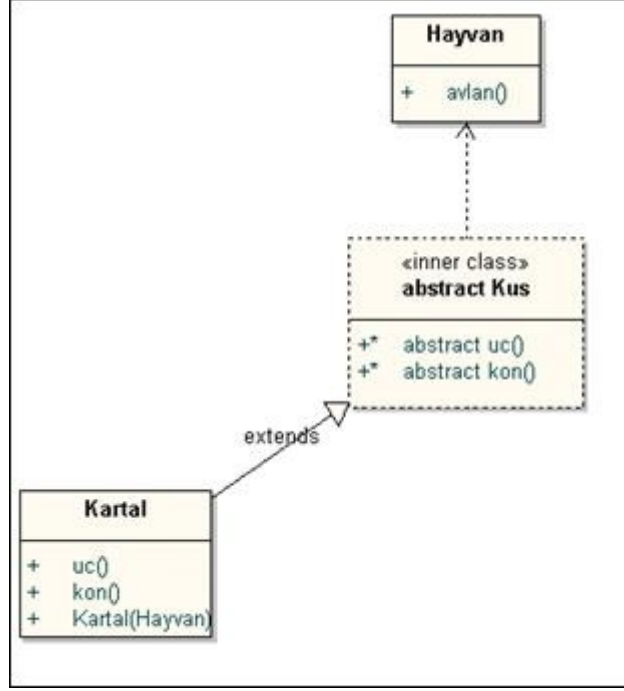 Hayvan
+ avlan()
«inner class»
abstract Kus
+* abstract uc()
+* abstract kon()
extends
Kartal
+ uc()
+ kon()
+ Kartal(Hayvan)